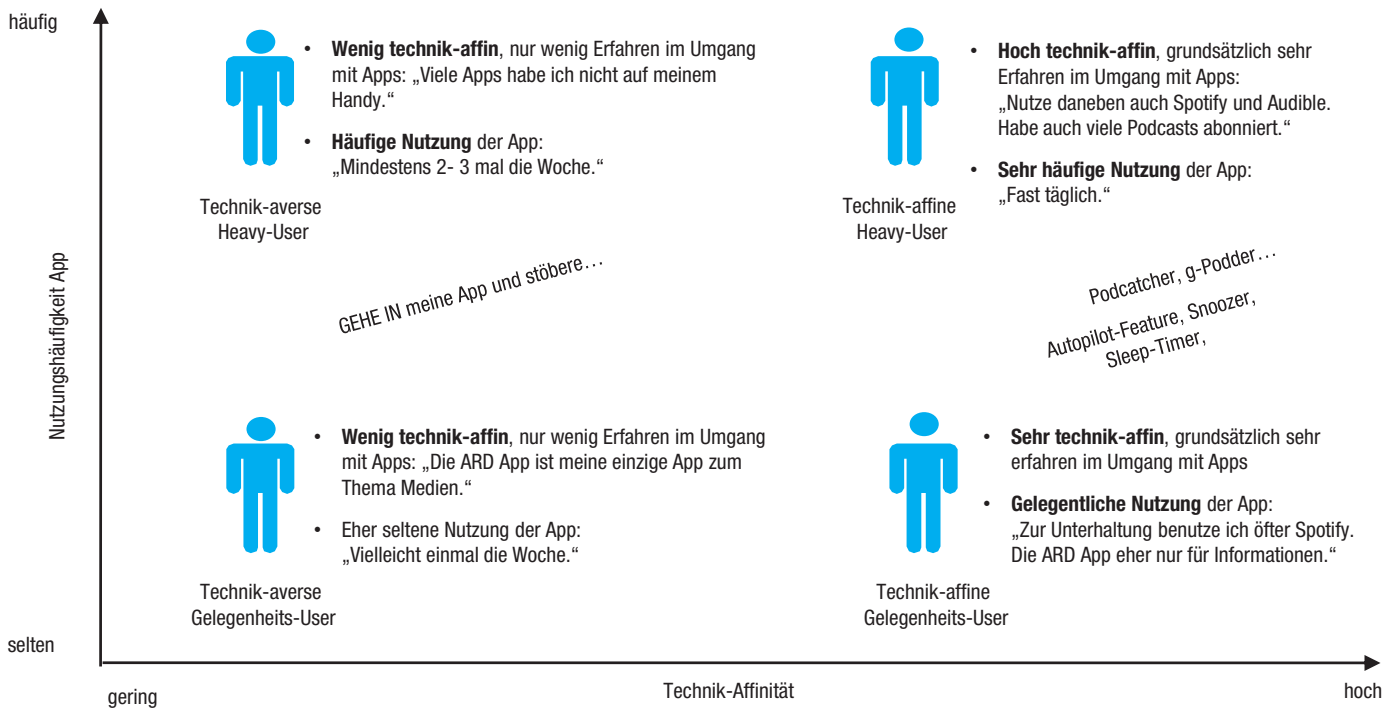 häufig
• Wenig technik-affin, nur wenig Erfahren im Umgang
mit Apps: „Viele Apps habe ich nicht auf meinem
Handy.“
• Häufige Nutzung der App:
„Mindestens 2- 3 mal die Woche.“
Technik-averse
Heavy-User
• Hoch technik-affin, grundsätzlich sehr
Erfahren im Umgang mit Apps:
„Nutze daneben auch Spotify und Audible.
Habe auch viele Podcasts abonniert.“
• Sehr häufige Nutzung der App:
„Fast täglich.“
Technik-affine
Heavy-User
Nutzungshäufigkeit App
GEHE IN meine App und stöbere…
Podcatcher, g-Podder…
Autopilot-Feature, Snoozer,
Sleep-Timer,
• Wenig technik-affin, nur wenig Erfahren im Umgang
mit Apps: „Die ARD App ist meine einzige App zum
Thema Medien.“
• Eher seltene Nutzung der App:
„Vielleicht einmal die Woche.“
Technik-averse
Gelegenheits-User
• Sehr technik-affin, grundsätzlich sehr
erfahren im Umgang mit Apps
• Gelegentliche Nutzung der App:
„Zur Unterhaltung benutze ich öfter Spotify.
Die ARD App eher nur für Informationen.“
Technik-affine
Gelegenheits-User
selten
gering
Technik-Affinität
hoch